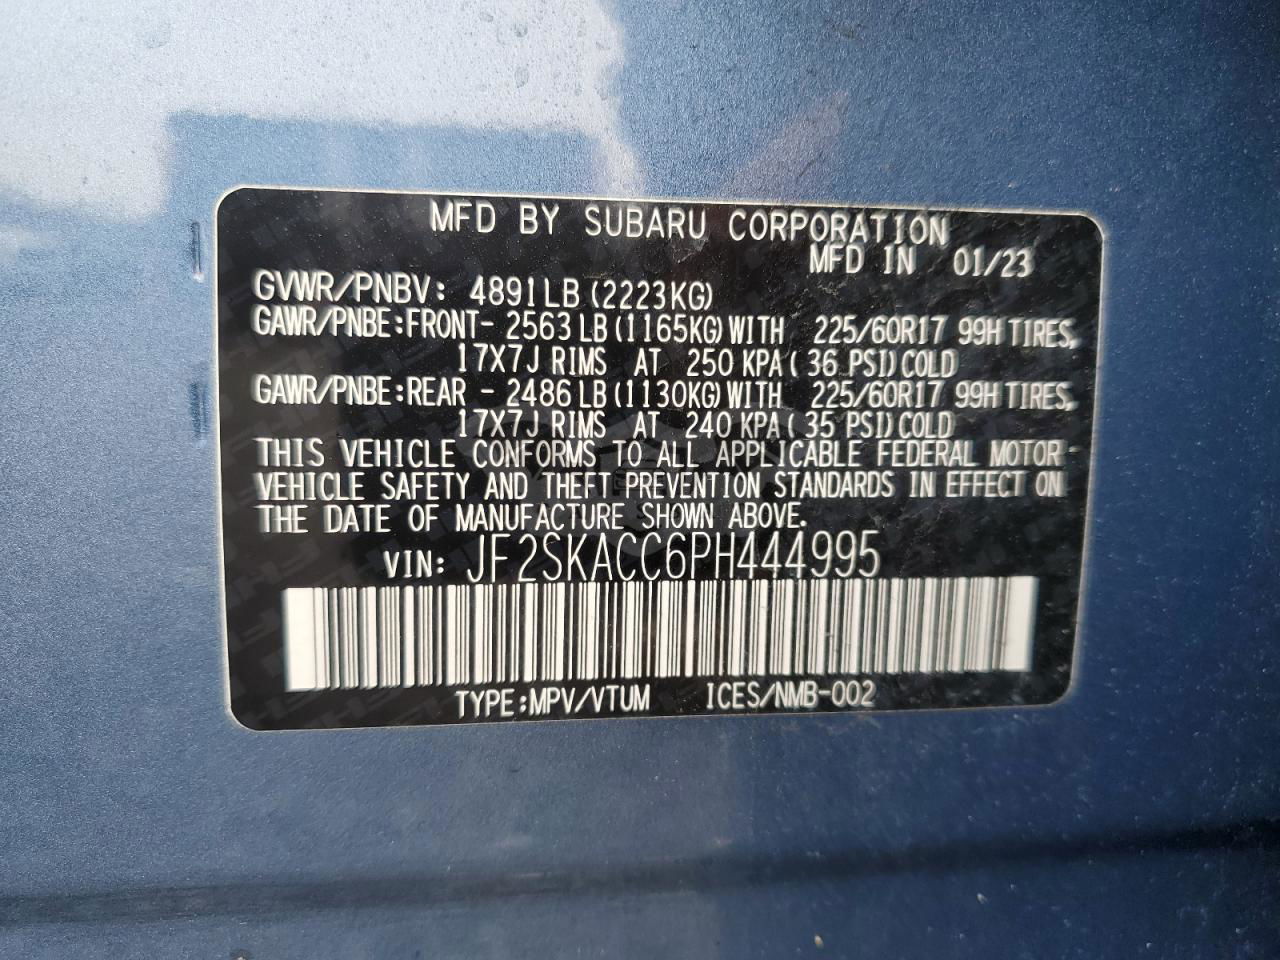 MFD BY SUBARU CORPORATION
MFD IN 01/23
GVWR/PNBV: 4891LB (2223KG)
GAWR/PNBE:FRONT- 2563 LB (1165KG) WITH 225/60R17 99H TIRES,
17X7J RIMS AT 250 KPA ( 36 PSI) COLD
GAWR/PNBE:REAR - 2486 LB (1130KG) WITH 225/60R17 99H TIRES,
17X7J RIMS AT 240 KPA ( 35 PSI) COLD
THIS VEHICLE CONFORMS TO ALL APPLICABLE FEDERAL MOTOR
VEHICLE SAFETY AND THEFT PREVENTION STANDARDS IN EFFECT ON
THE DATE OF MANUFACTURE SHOWN ABOVE.
VIN: JF2SKACC6PH444995
TYPE:MPV/VTUM ICES/NMB-002